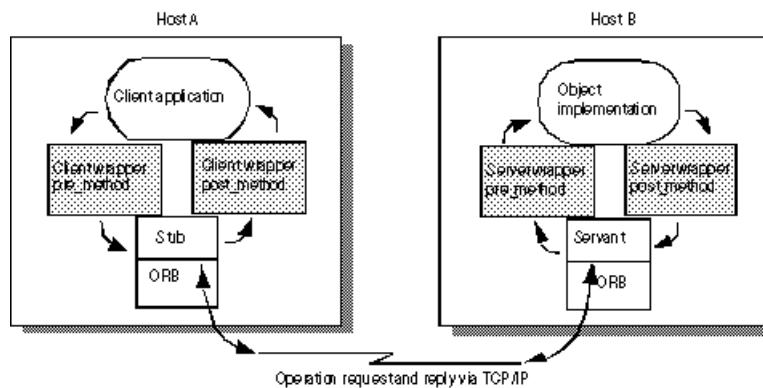 Host A
Client application
Client wrapper
pre_method
Client wrapper
post_method
Stub
ORB
Host B
Object
implementation
Server wrapper
pre_method
Server wrapper
post_method
Servant
ORB
Operation request and reply via TCP/IP